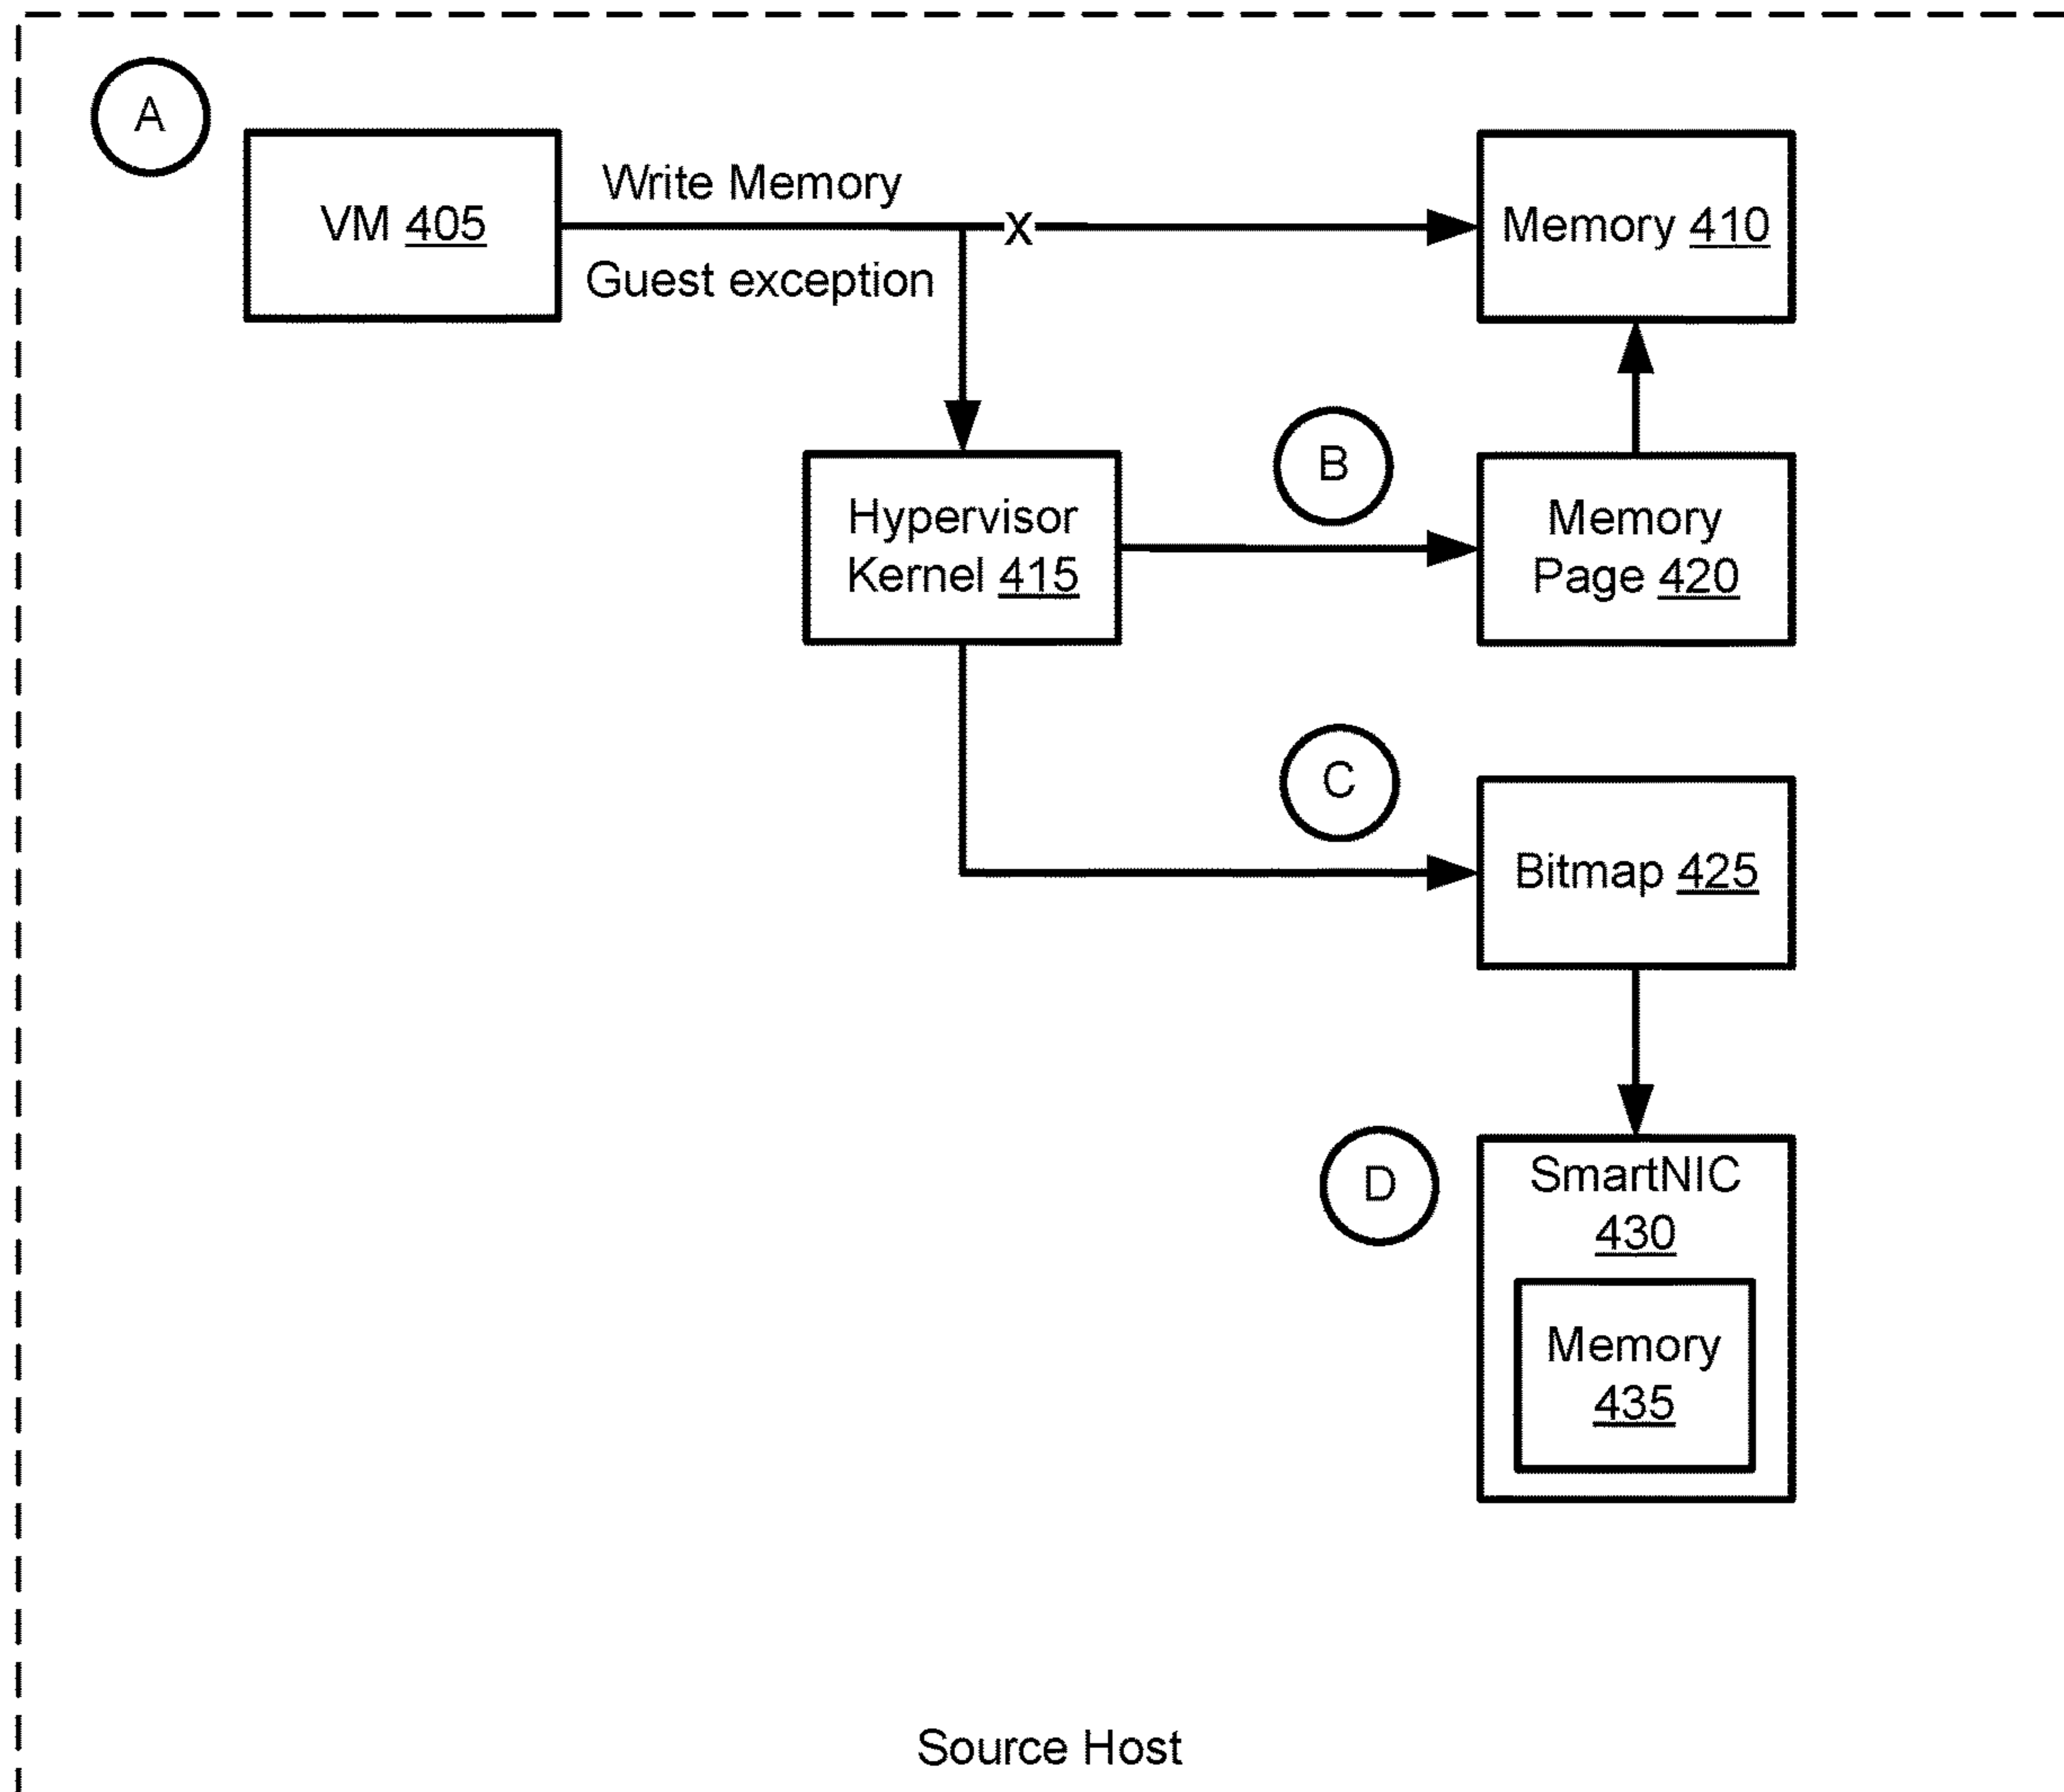 A
Write Memory
VM 405
X
Memory 410
Guest exception
B
Hypervisor
Kernel 415
Memory
Page 420
C
Bitmap 425
D
SmartNIC
430
Memory
435
Source Host